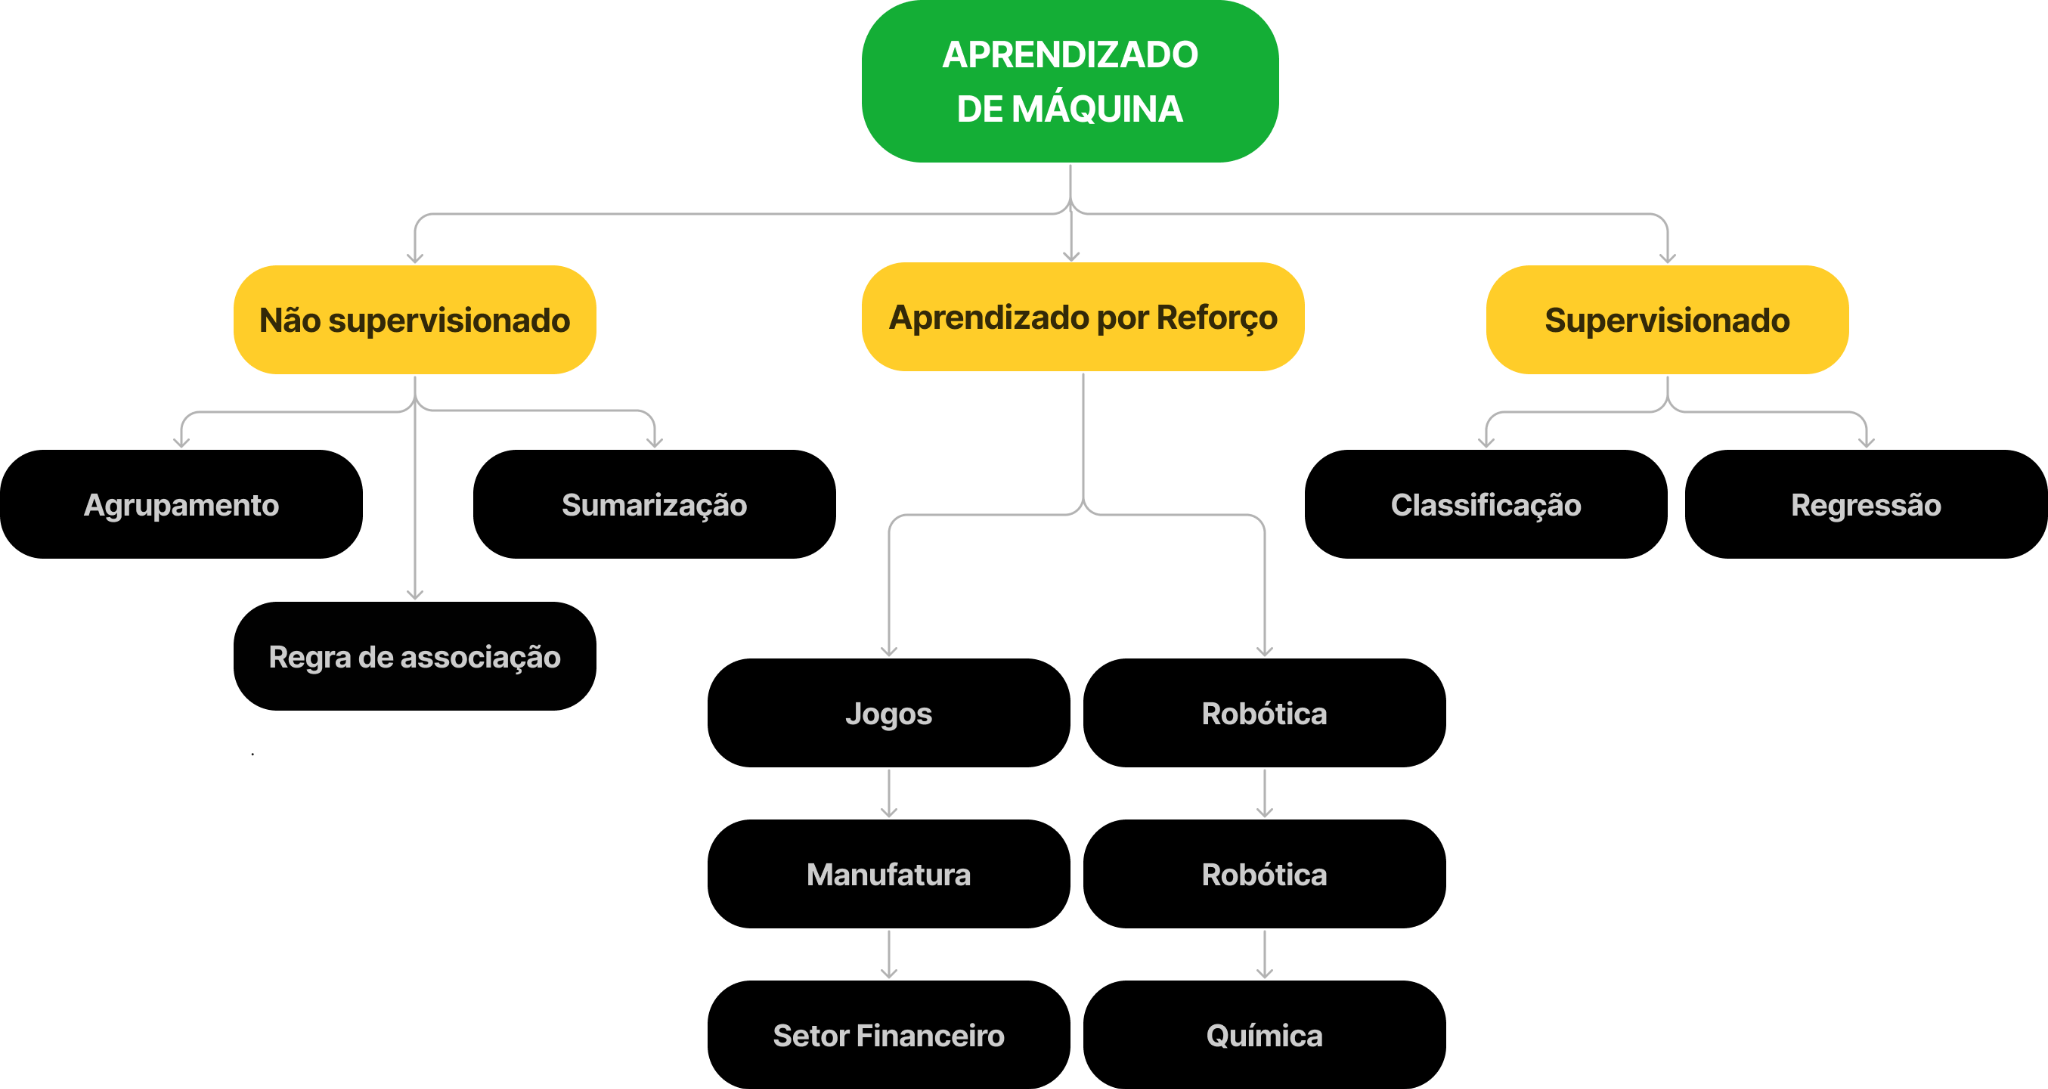 APRENDIZADO
DE MÁQUINA
Não supervisionado
Aprendizado por Reforço
Supervisionado
Agrupamento
Sumarização
Classificação
Regressão
Regra de associação
Jogos
Robótica
Manufatura
Robótica
Setor Financeiro
Química